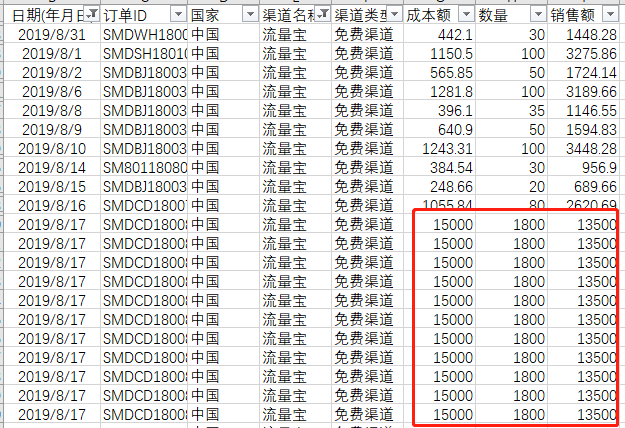 日期(年月日 订单ID 国家 渠道名称 渠道类型 成本额 数量 销售额
2019/8/31 SMDWH1800 中国 流量宝 免费渠道 442.1 30 1448.28
2019/8/1 SMDSH18010 中国 流量宝 免费渠道 1150.5 100 3275.86
2019/8/2 SMDBJ18003 中国 流量宝 免费渠道 565.85 50 1724.14
2019/8/6 SMDBJ18003 中国 流量宝 免费渠道 1281.8 100 3189.66
2019/8/8 SMDBJ18003 中国 流量宝 免费渠道 396.1 35 1146.55
2019/8/9 SMDBJ18003 中国 流量宝 免费渠道 640.9 50 1594.83
2019/8/10 SMDBJ18003 中国 流量宝 免费渠道 1243.31 100 3448.28
2019/8/14 SM80118080 中国 流量宝 免费渠道 384.54 30 956.9
2019/8/15 SMDBJ18003 中国 流量宝 免费渠道 248.66 20 689.66
2019/8/16 SMDCD18007 中国 流量宝 免费渠道 1055.84 80 2620.69
2019/8/17 SMDCD18008 中国 流量宝 免费渠道 15000 1800 13500
2019/8/17 SMDCD18008 中国 流量宝 免费渠道 15000 1800 13500
2019/8/17 SMDCD18008 中国 流量宝 免费渠道 15000 1800 13500
2019/8/17 SMDCD18008 中国 流量宝 免费渠道 15000 1800 13500
2019/8/17 SMDCD18008 中国 流量宝 免费渠道 15000 1800 13500
2019/8/17 SMDCD18008 中国 流量宝 免费渠道 15000 1800 13500
2019/8/17 SMDCD18008 中国 流量宝 免费渠道 15000 1800 13500
2019/8/17 SMDCD18008 中国 流量宝 免费渠道 15000 1800 13500
2019/8/17 SMDCD18008 中国 流量宝 免费渠道 15000 1800 13500
2019/8/17 SMDCD18008 中国 流量宝 免费渠道 15000 1800 13500
2019/8/17 SMDCD18008 中国 流量宝 免费渠道 15000 1800 13500